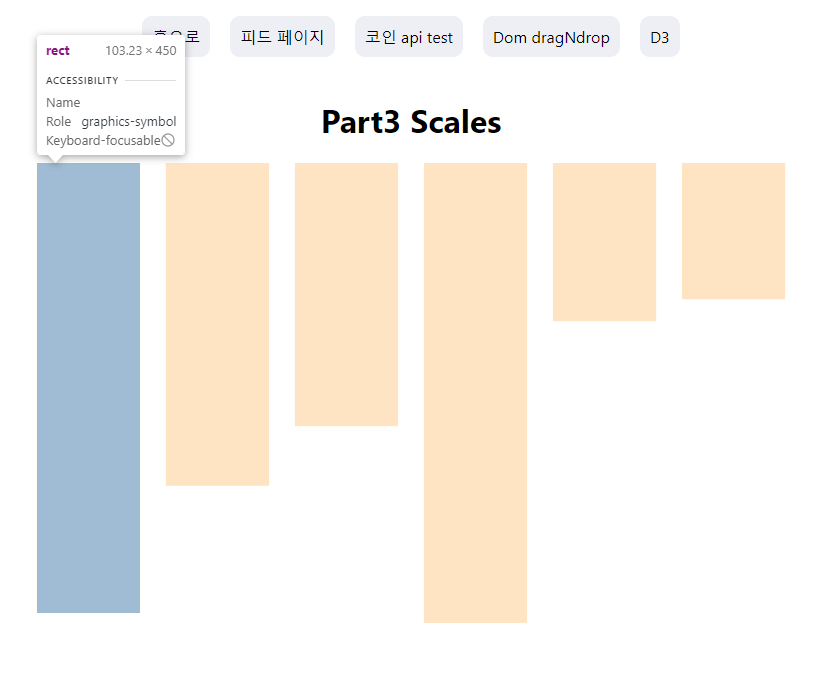 피드 페이지
코인 api test
Dom dragNdrop
D3
rect 103.23 × 450
ACCESSIBILITY
Name
Role graphics-symbol
Keyboard-focusable
Part3 Scales